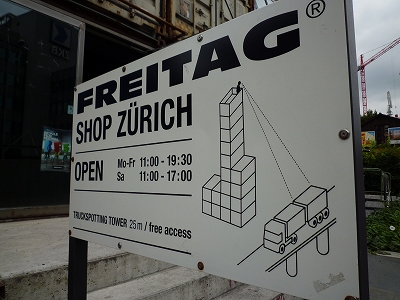 FREITAG®
SHOP ZÜRICH
OPEN Mo-Fr 11:00 - 19:30
Sa 11:00 - 17:00
TRUCKSPOTTING TOWER 25 m / free access